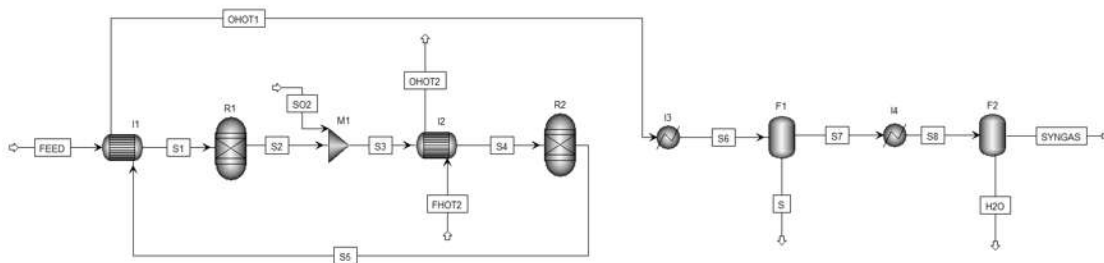 OHOT1
I1
R1
SO2
M1
OHOT2
I2
R2
I3
F1
I4
F2
FEED
S1
S2
S3
S4
S6
S7
S8
SYNGAS
FHOT2
S
H2O
S5